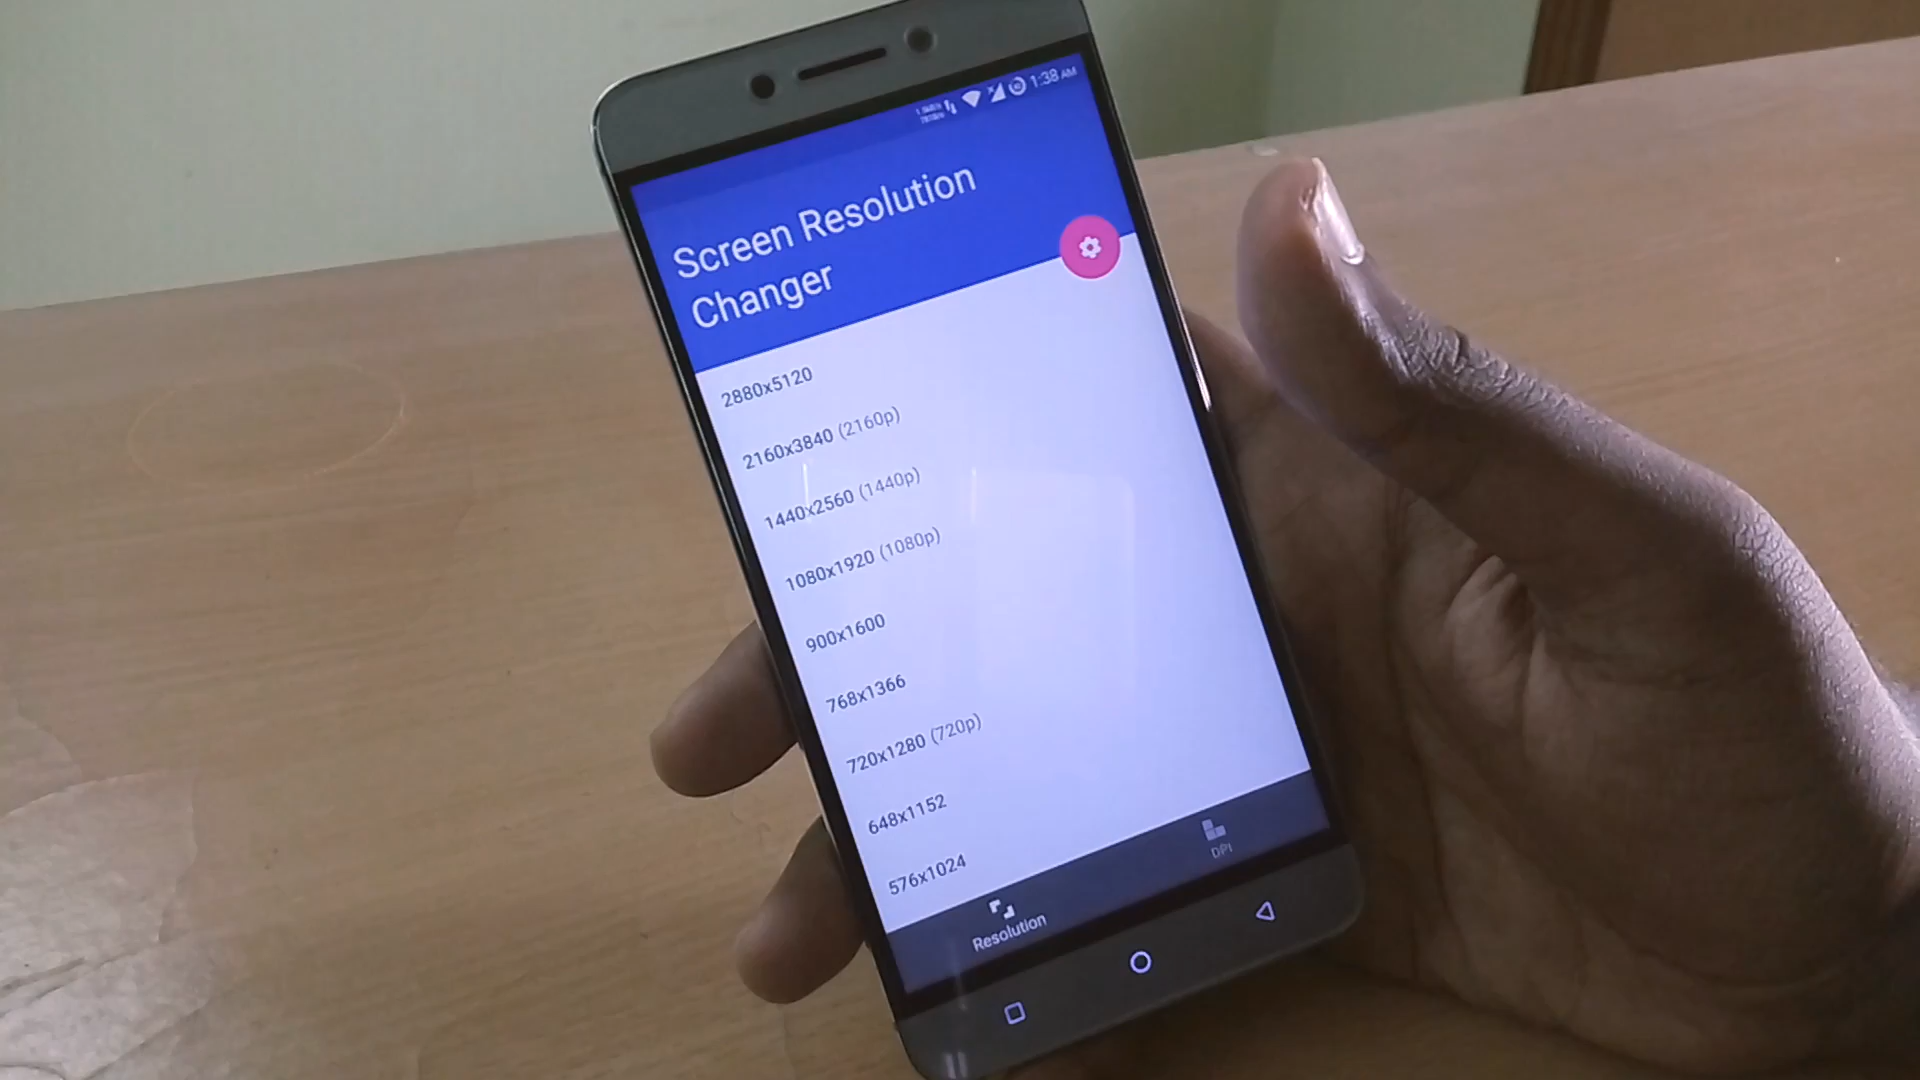 1:38 AM
Screen Resolution
Changer
2880x5120
2160x3840 (2160p)
1440x2560 (1440p)
1080x1920 (1080p)
900x1600
768x1366
720x1280 (720p)
648x1152
576x1024
Resolution
DPI